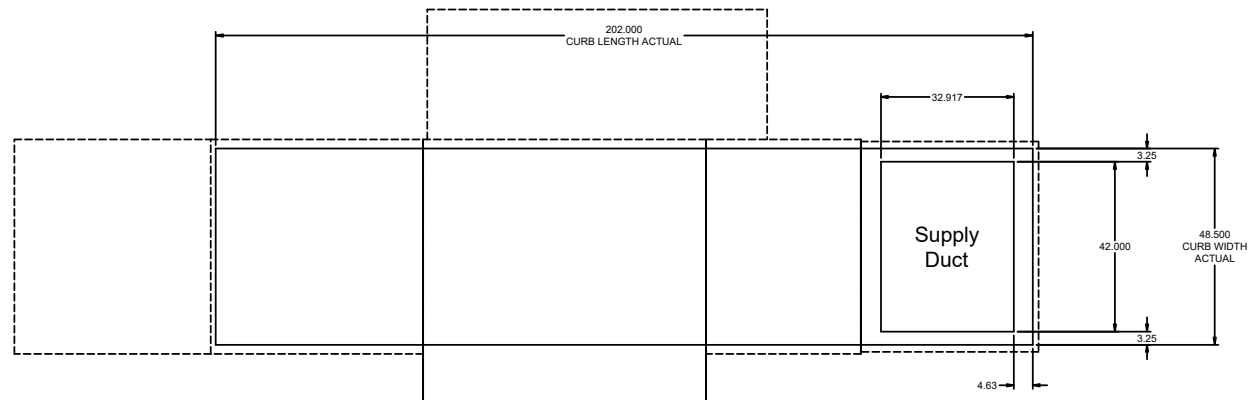 202.000
CURB LENGTH ACTUAL
32.917
3.25
Supply
Duct
42.000
48.500
CURB WIDTH
ACTUAL
3.25
4.63